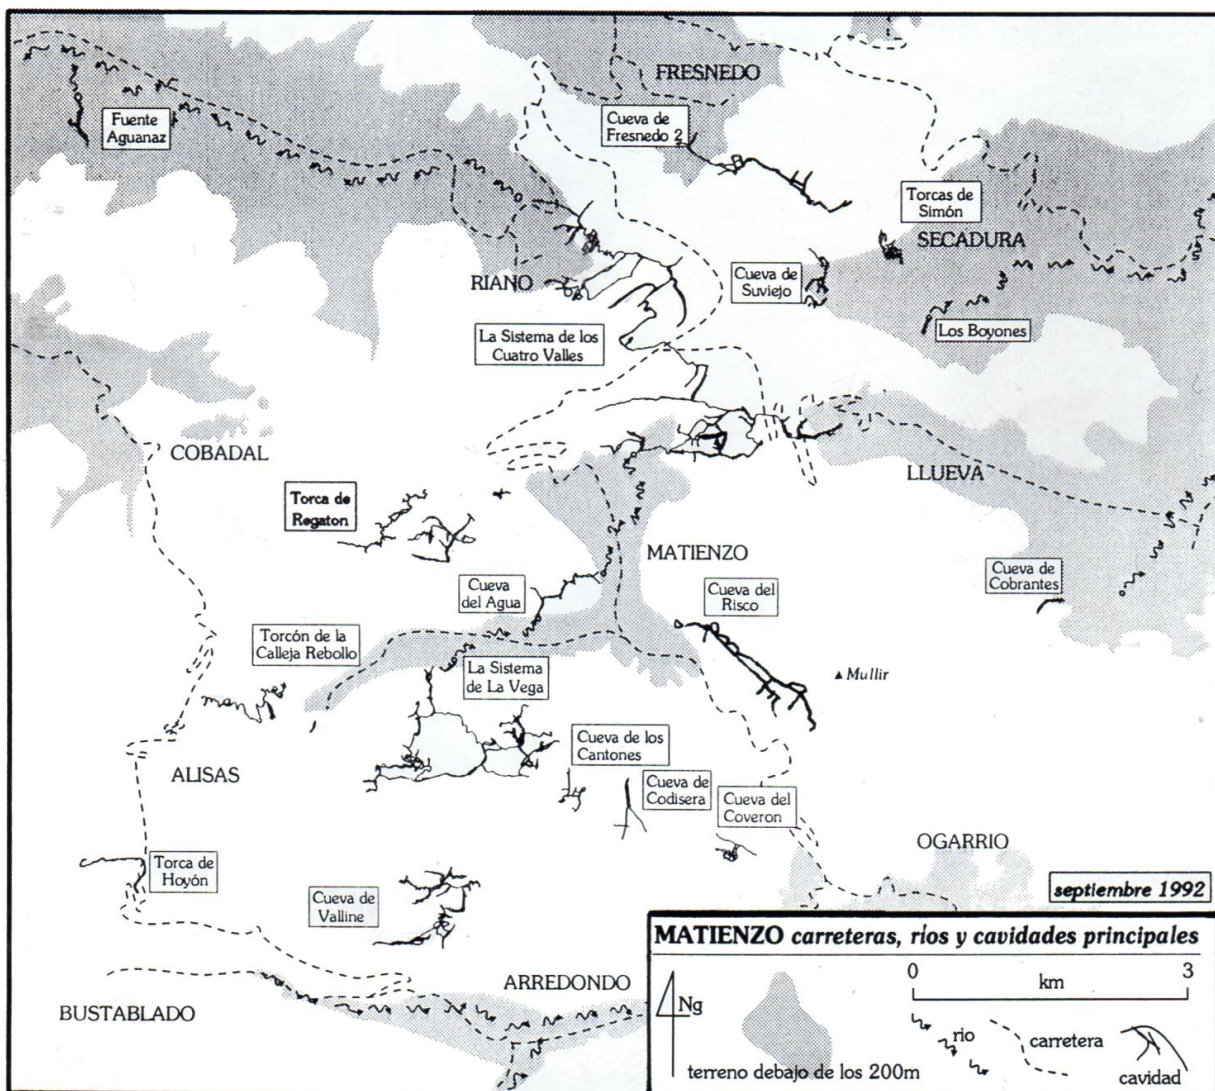 FRESNEDO
Fuente
Aguanaz
Cueva de
Fresnedo 2
Torcas de
Simón
SECADURA
RIANO
Cueva de
Suviejo
Los Boyones
La Sistema de los
Cuatro Valles
COBADAL
LLUEVA
Torca de
Regaton
MATIENZO
Cueva
del Agua
Cueva del
Risco
Cueva de
Cobrantes
Torcón de la
Calleja Rebollo
La Sistema
de La Vega
Mullir
Cueva de los
Cantones
ALISAS
Cueva de
Codisera
Cueva del
Coveron
OGARRIO
Torca de
Hoyón
Cueva de
Valline
septiembre 1992
ARREDONDO
BUSTABLADO
MATIENZO carreteras, rios y cavidades principales
Ng
0 3
km
rio
carretera
cavidad
terreno debajo de los 200m